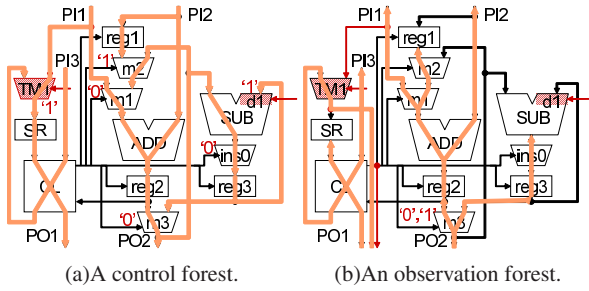 PI1 PI2 PI1 PI2
reg1 reg1
PI3 '1' m2 PI3 m2
TM1 '0' m1 '1' d1 TM1 m1 d1
'1' SUB SUB
SR ADD SR ADD
'0' ins0 ins0
CL reg2 reg3 reg2 reg3
'0' m3 '0','1' m3
PO1 PO2 PO1 PO2
(a)A control forest. (b)An observation forest.